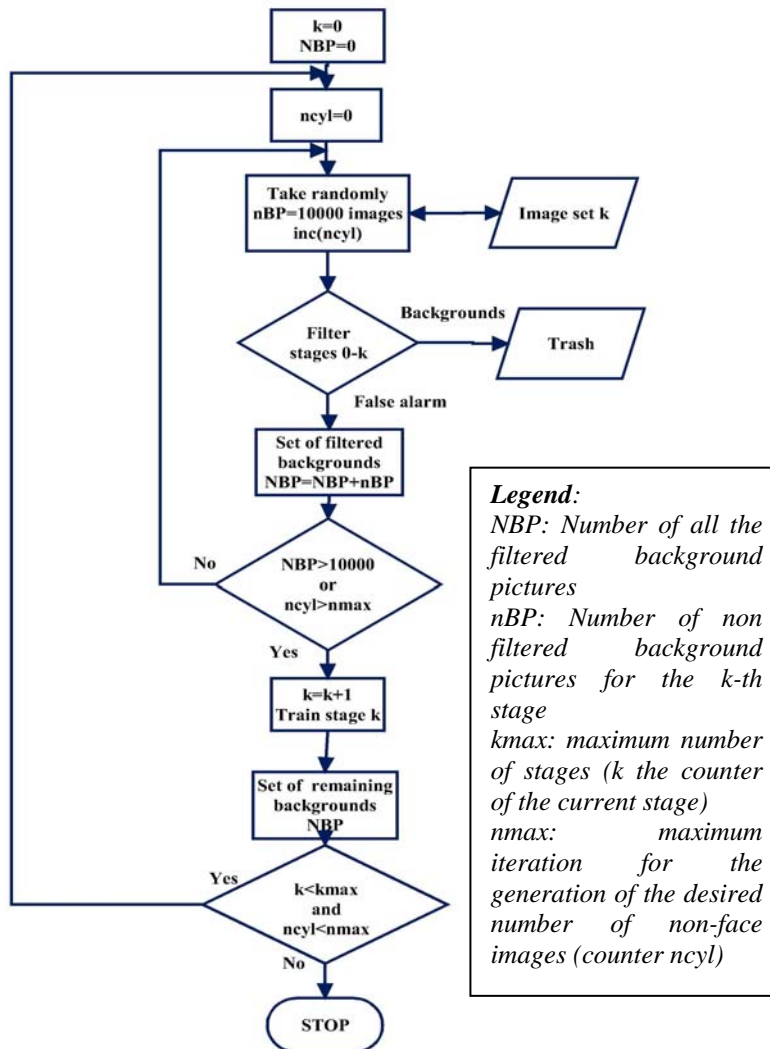 k=0
NBP=0
ncyl=0
Take randomly
nBP=10000 images
inc(ncyl)
Image set k
Backgrounds
Filter
stages 0-k
Trash
False alarm
Set of filtered
backgrounds
NBP=NBP+nBP
No
NBP>10000
or
ncyl>nmax
Yes
k=k+1
Train stage k
Set of remaining
backgrounds
NBP
Yes
k<kmax
and
ncyl<nmax
No
STOP
Legend:
NBP: Number of all the
filtered background
pictures
nBP: Number of non
filtered background
pictures for the k-th
stage
kmax: maximum number
of stages (k the counter
of the current stage)
nmax: maximum
iteration for the
generation of the desired
number of non-face
images (counter ncyl)